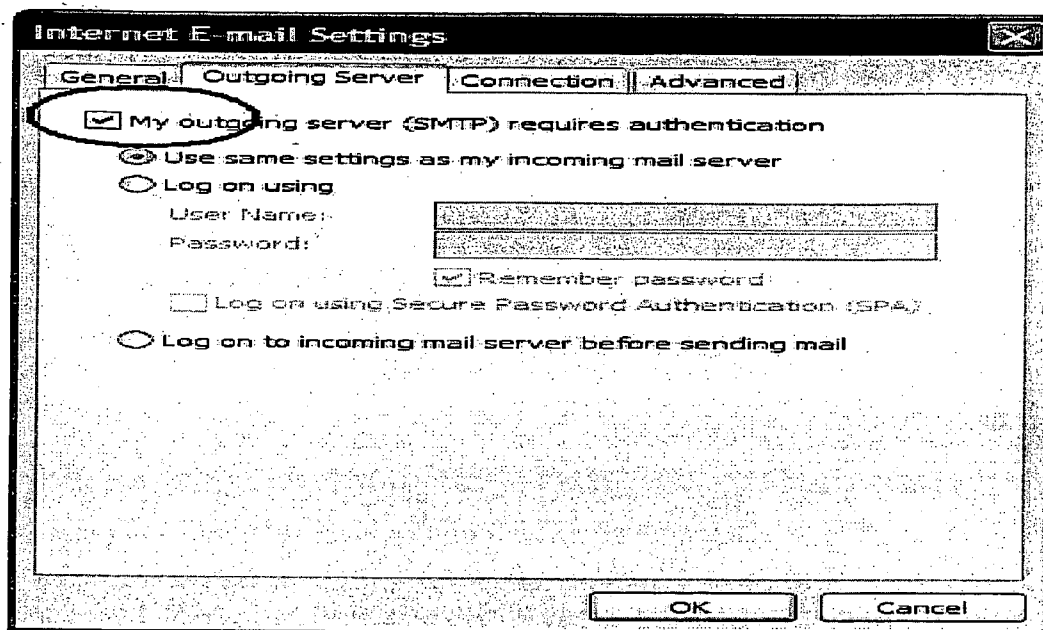 Internet E-mail Settings
General Outgoing Server Connection Advanced
My outgoing server (SMTP) requires authentication
Use same settings as my incoming mail server
Log on using
User Name:
Password:
Remember password
Log on using Secure Password Authentication (SPA)
Log on to incoming mail server before sending mail
OK Cancel